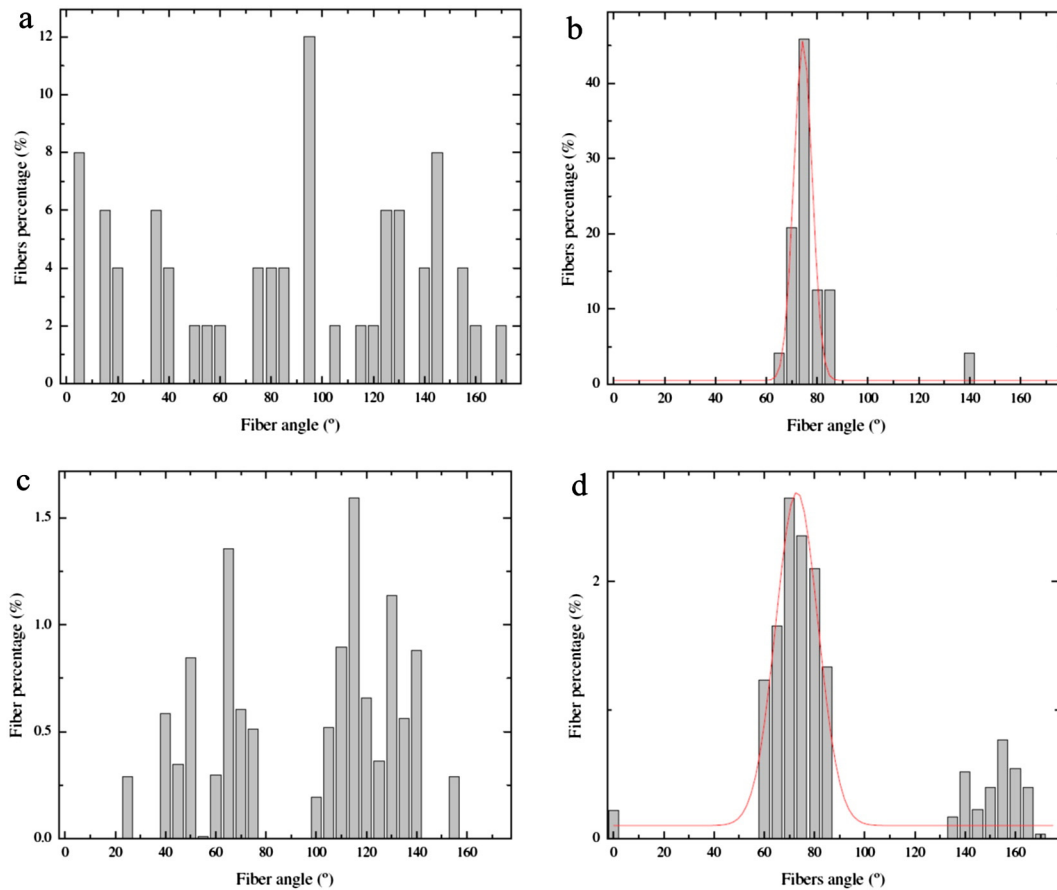 a
12
10
8
6
4
2
0
Fibers percentage (%)
0 20 40 60 80 100 120 140 160
Fiber angle (º)
b
40
30
20
10
0
Fibers percentage (%)
0 20 40 60 80 100 120 140 160
Fiber angle (º)
c
1.5
1.0
0.5
0.0
Fiber percentage (%)
0 20 40 60 80 100 120 140 160
Fiber angle (º)
d
2
0
Fiber percentage (%)
0 20 40 60 80 100 120 140 160
Fibers angle (º)